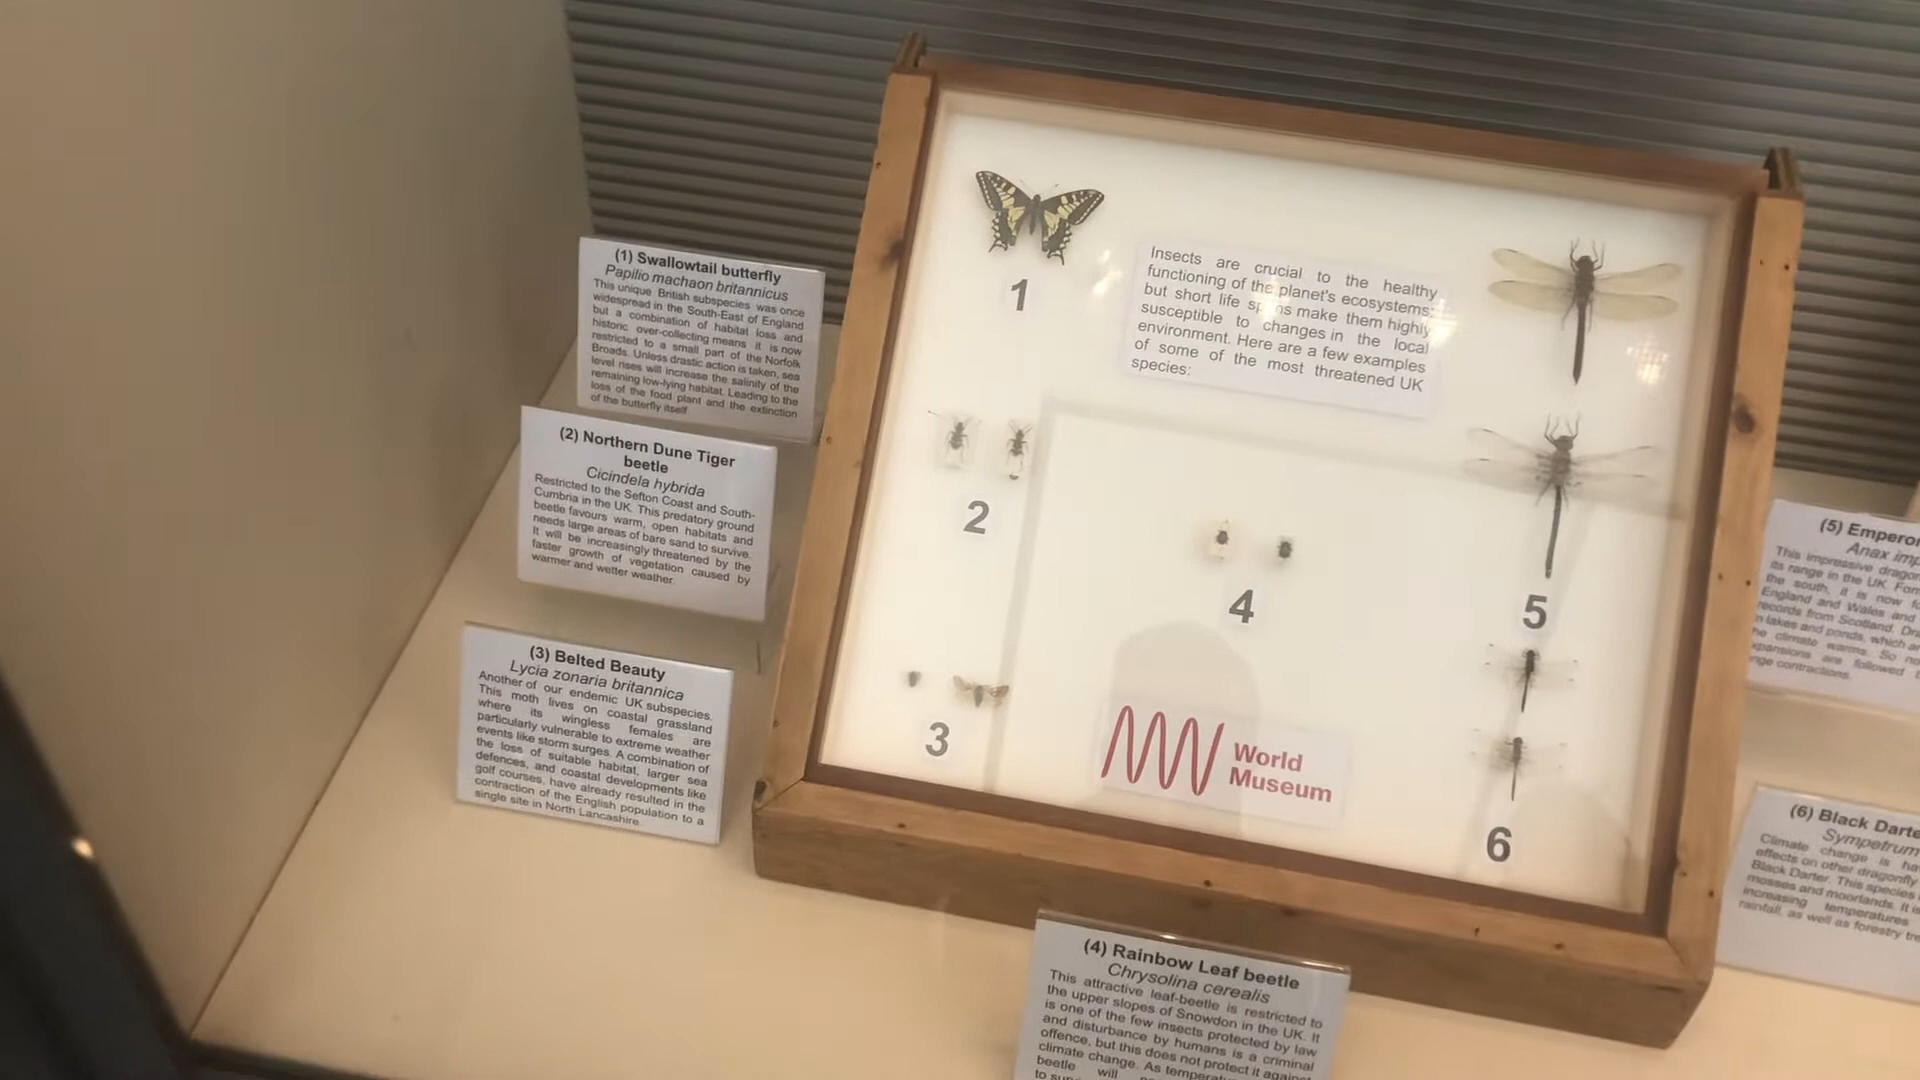 (1) Swallowtail butterfly
Papilio machaon britannicus
This unique British subspecies was once
widespread in the South-East of England
but a combination of habitat loss and
historic over-collecting means it is now
restricted to a small part of the Norfolk
Broads. Unless drastic action is taken, sea
level rises will increase the salinity of the
remaining low-lying habitat. Leading to the
loss of the food plant and the extinction
of the butterfly itself
(2) Northern Dune Tiger
beetle
Cicindela hybrida
Restricted to the Sefton Coast and South-
Cumbria in the UK. This predatory ground
beetle favours warm, open habitats and
needs large areas of bare sand to survive.
It will be increasingly threatened by the
faster growth of vegetation caused by
warmer and wetter weather.
(3) Belted Beauty
Lycia zonaria britannica
Another of our endemic UK subspecies.
This moth lives on coastal grassland
where its wingless females are
particularly vulnerable to extreme weather
events like storm surges. A combination of
the loss of suitable habitat, larger sea
defences, and coastal developments like
golf courses, have already resulted in the
contraction of the English population to a
single site in North Lancashire.
1
2
3
Insects are crucial to the healthy
functioning of the planet's ecosystems;
but short life spans make them highly
susceptible to changes in the local
environment. Here are a few examples
of some of the most threatened UK
species:
4
5
6
World
Museum
(4) Rainbow Leaf beetle
Chrysolina cerealis
This attractive leaf-beetle is restricted to
the upper slopes of Snowdon in the UK. It
is one of the few insects protected by law
and disturbance by humans is a criminal
offence, but this does not protect it against
climate change. As
beetle will
to
(5) Emperor
Anax
This impressive
its range in the UK.
the south, it is now
England and Wales and
records from Scotland.
in lakes and ponds, which
the climate warms. So
are followed
contractions.
(6) Black
Sympetrum
Climate change is
effects on other dragonfly
Black Darter. This species
mosses and moorlands. It is
increasing temperatures
rainfall, as well as forestry